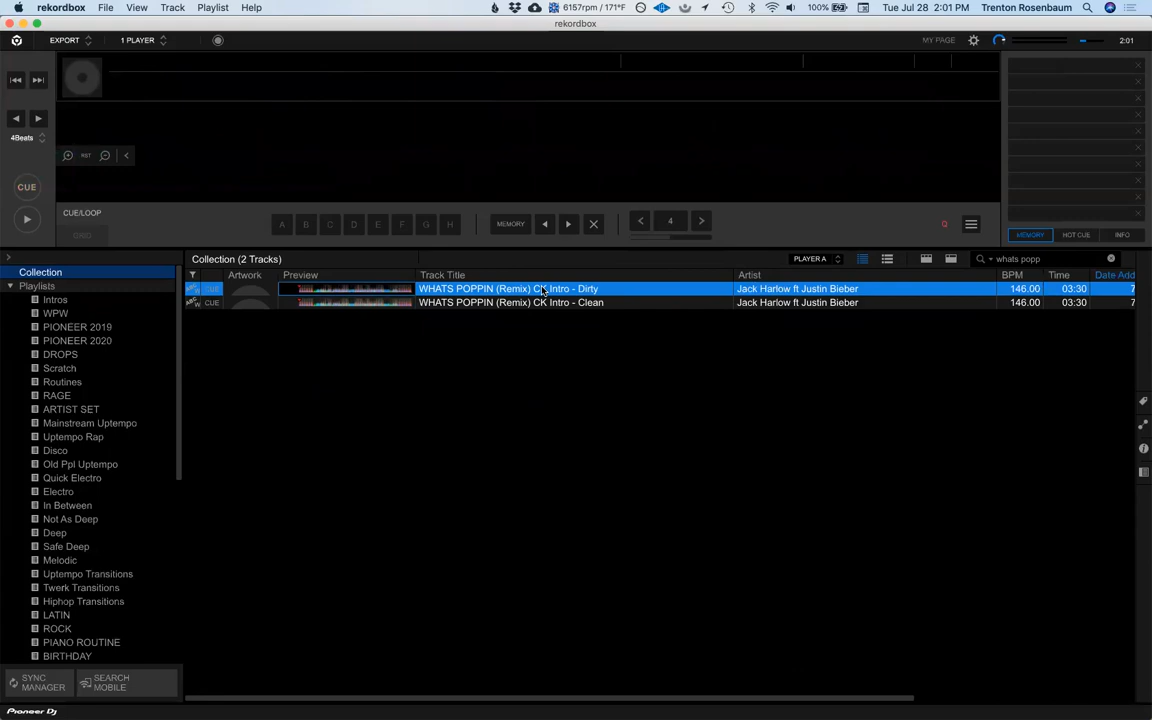 rekordbox File View Track Playlist Help 6157rpm / 171°F 100% Tue Jul 28 2:01 PM Trenton Rosenbaum
rekordbox
EXPORT 1 PLAYER MY PAGE 2:01
4Beats
RST
CUE
CUE/LOOP
GRID
A B C D E F G H MEMORY 4 Q
MEMORY HOT CUE INFO
Collection (2 Tracks) PLAYER A whats popp
Artwork Preview Track Title Artist BPM Time Date Add
CUE WHATS POPPIN (Remix) CK Intro - Dirty Jack Harlow ft Justin Bieber 146.00 03:30 7
CUE WHATS POPPIN (Remix) CK Intro - Clean Jack Harlow ft Justin Bieber 146.00 03:30 7
Collection
Playlists
Intros
WPW
PIONEER 2019
PIONEER 2020
DROPS
Scratch
Routines
RAGE
ARTIST SET
Mainstream Uptempo
Uptempo Rap
Disco
Old Ppl Uptempo
Quick Electro
Electro
In Between
Not As Deep
Deep
Safe Deep
Melodic
Uptempo Transitions
Twerk Transitions
Hiphop Transitions
LATIN
ROCK
PIANO ROUTINE
BIRTHDAY
SYNC MANAGER
SEARCH MOBILE
Pioneer Dj